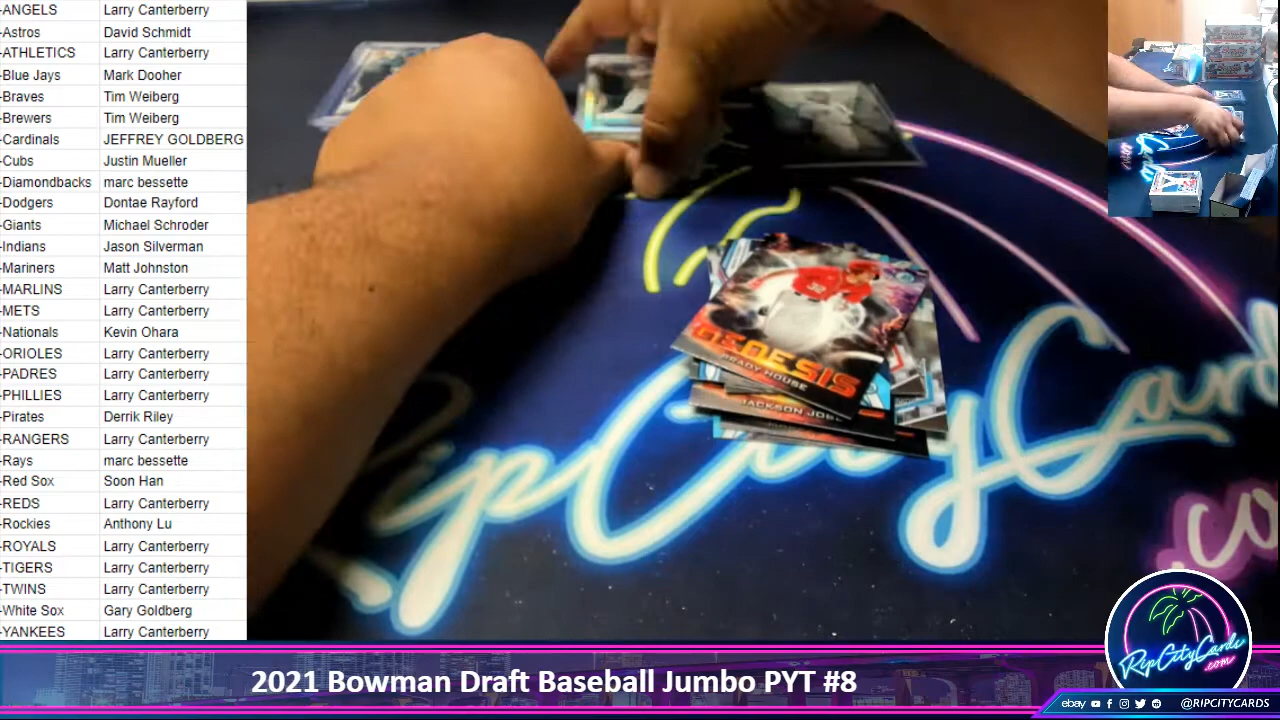 -ANGELS Larry Canterberry
-Astros David Schmidt
-ATHLETICS Larry Canterberry
-Blue Jays Mark Dooher
-Braves Tim Weiberg
-Brewers Tim Weiberg
-Cardinals JEFFREY GOLDBERG
-Cubs Justin Mueller
-Diamondbacks marc bessette
-Dodgers Dontae Rayford
-Giants Michael Schroder
-Indians Jason Silverman
-Mariners Matt Johnston
-MARLINS Larry Canterberry
-METS Larry Canterberry
-Nationals Kevin Ohara
-ORIOLES Larry Canterberry
-PADRES Larry Canterberry
-PHILLIES Larry Canterberry
-Pirates Derrik Riley
-RANGERS Larry Canterberry
-Rays marc bessette
-Red Sox Soon Han
-REDS Larry Canterberry
-Rockies Anthony Lu
-ROYALS Larry Canterberry
-TIGERS Larry Canterberry
-TWINS Larry Canterberry
-White Sox Gary Goldberg
-YANKEES Larry Canterberry
GENESIS
BRADY HOUSE
JACKSON JOBE
RipCityCards
.co
RipCityCards
.com
2021 Bowman Draft Baseball Jumbo PYT #8
ebay @RIPCITYCARDS